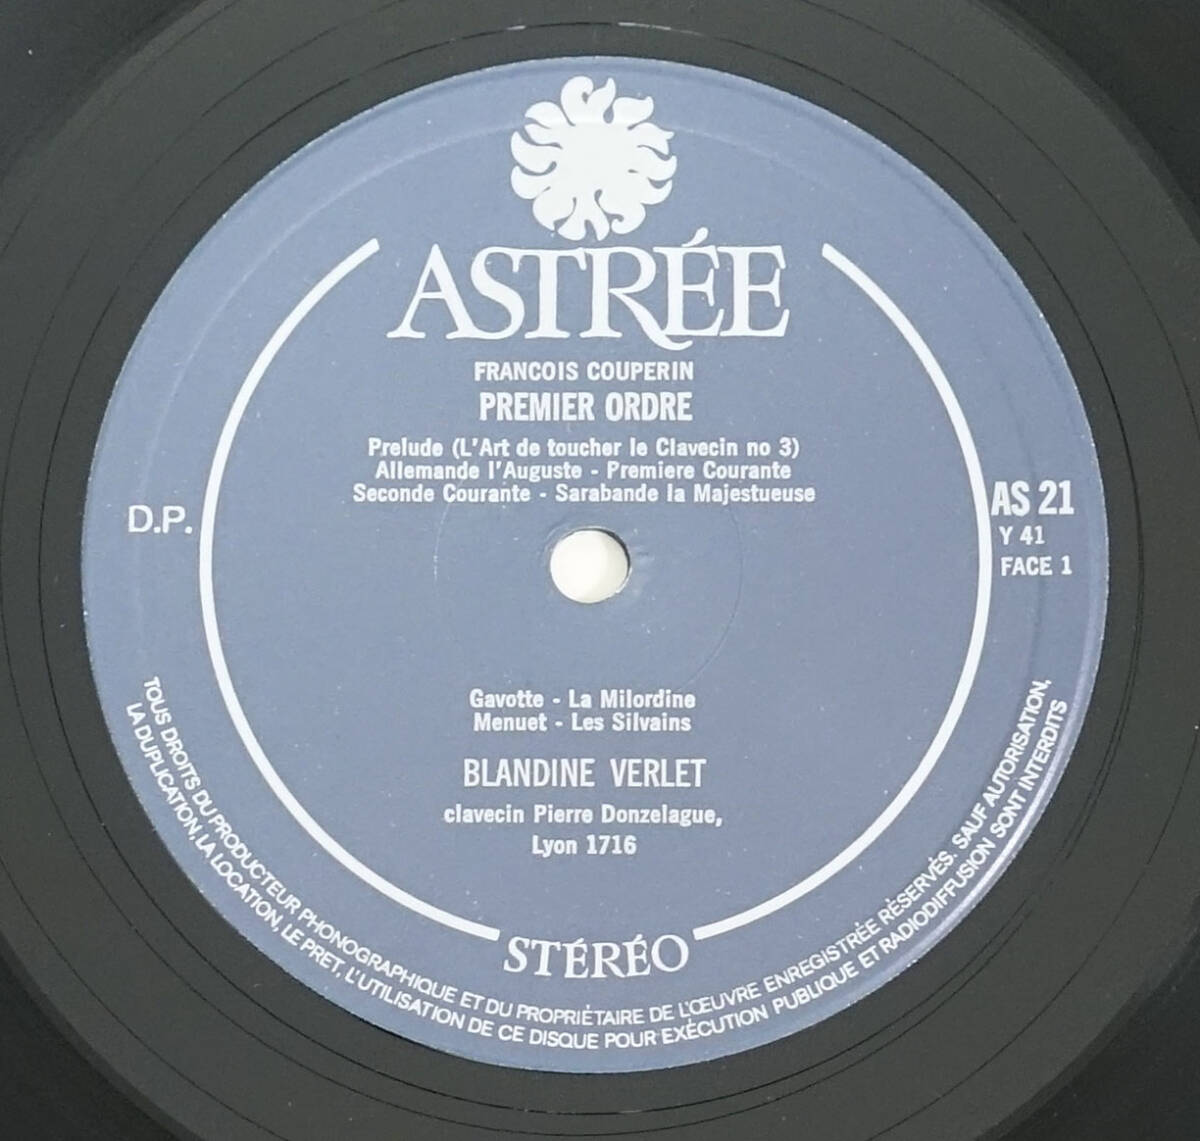 ASTRÉE
FRANCOIS COUPERIN
PREMIER ORDRE
Prelude (L'Art de toucher le Clavecin no 3)
Allemande l'Auguste - Premiere Courante
Seconde Courante - Sarabande la Majestueuse
D.P.
AS 21
Y 41
FACE 1
Gavotte - La Milordine
Menuet - Les Silvains
BLANDINE VERLET
clavecin Pierre Donzelague,
Lyon 1716
STÉRÉO
TOUS DROITS DU PRODUCTEUR PHONOGRAPHIQUE ET DU PROPRIÉTAIRE DE L'ŒUVRE ENREGISTRÉE RÉSERVÉS. SAUF AUTORISATION,
LA DUPLICATION, LA LOCATION, LE PRET, L'UTILISATION DE CE DISQUE POUR EXÉCUTION PUBLIQUE ET RADIODIFFUSION SONT INTERDITS